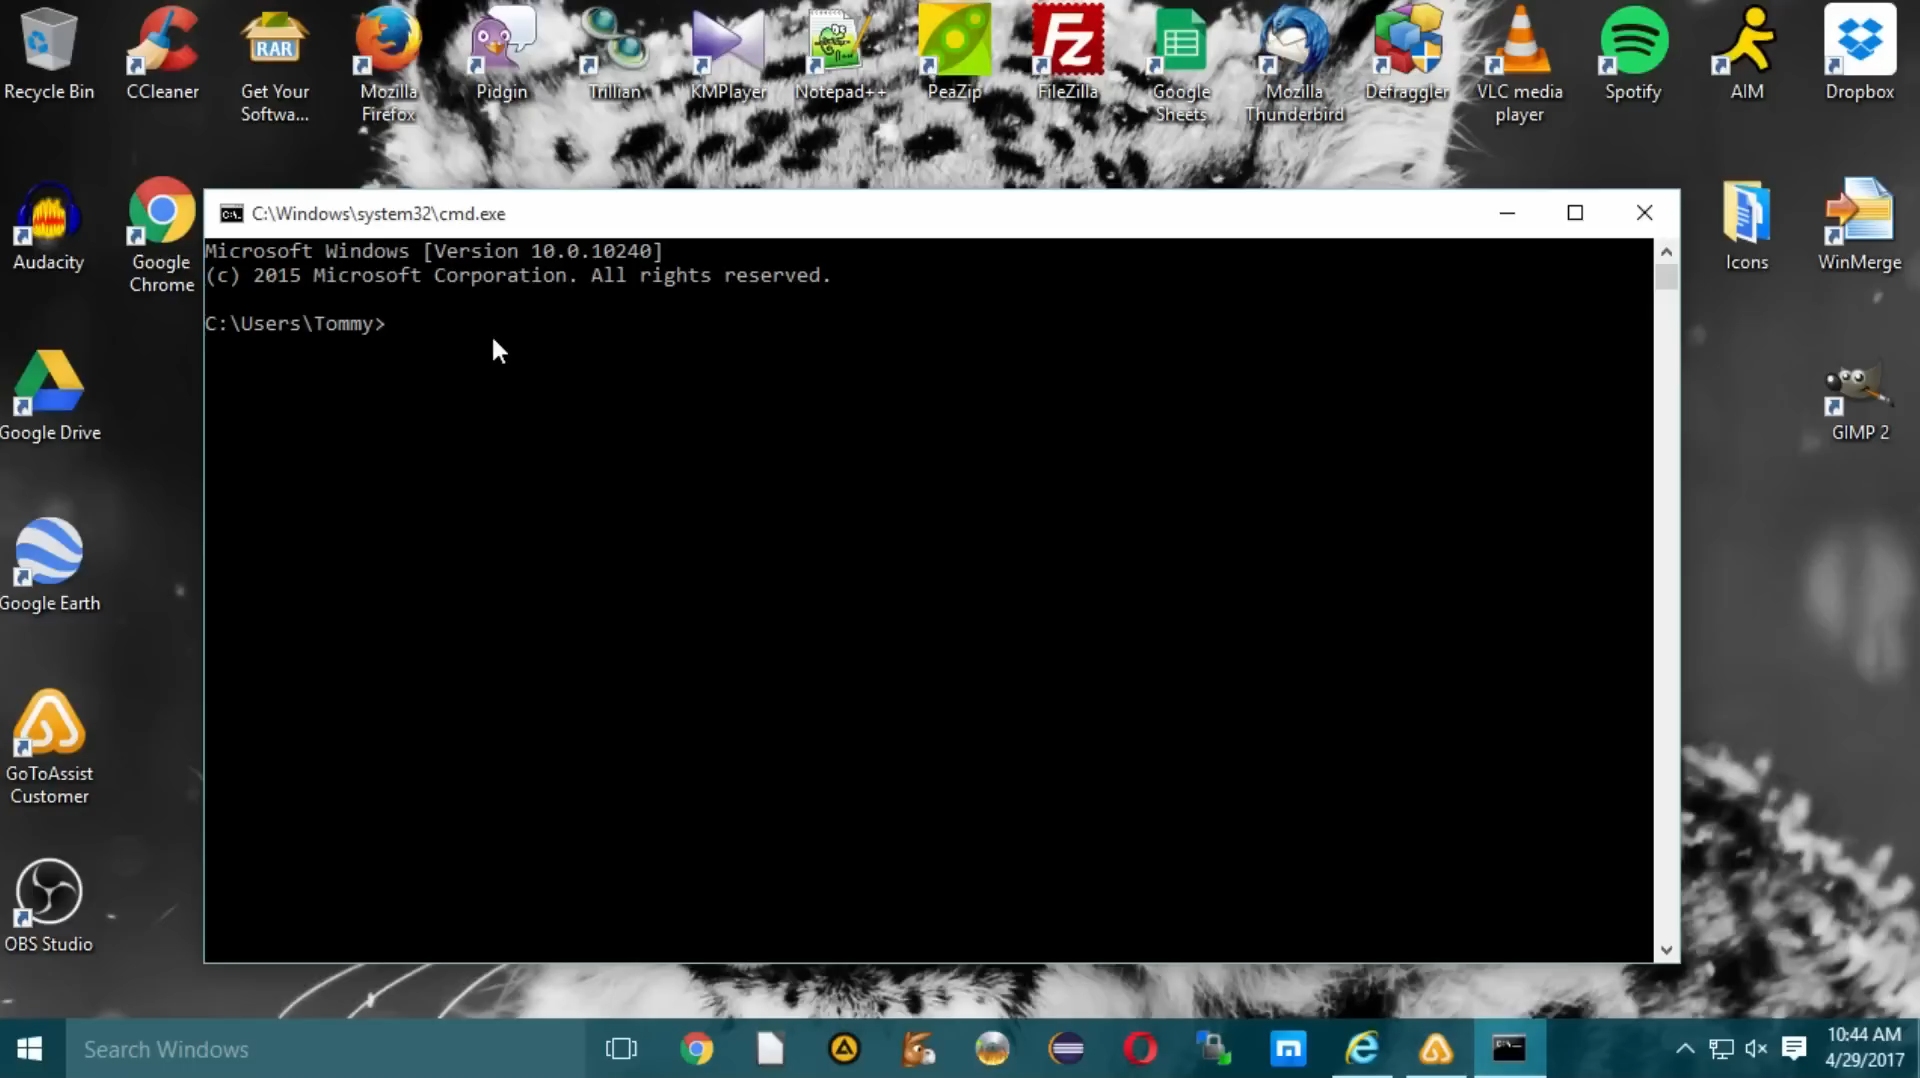 Recycle Bin
CCleaner
Get Your
Softwa...
Mozilla
Firefox
Pidgin
Trillian
KMPlayer
Notepad++
PeaZip
FileZilla
Google
Sheets
Mozilla
Thunderbird
Defraggler
VLC media
player
Spotify
AIM
Dropbox
RAR
New
Fz
Audacity
Google
Chrome
Icons
WinMerge
Google Drive
GIMP 2
Google Earth
GoToAssist
Customer
OBS Studio
C:\Windows\system32\cmd.exe
Microsoft Windows [Version 10.0.10240]
(c) 2015 Microsoft Corporation. All rights reserved.
C:\Users\Tommy>
Search Windows
10:44 AM
4/29/2017